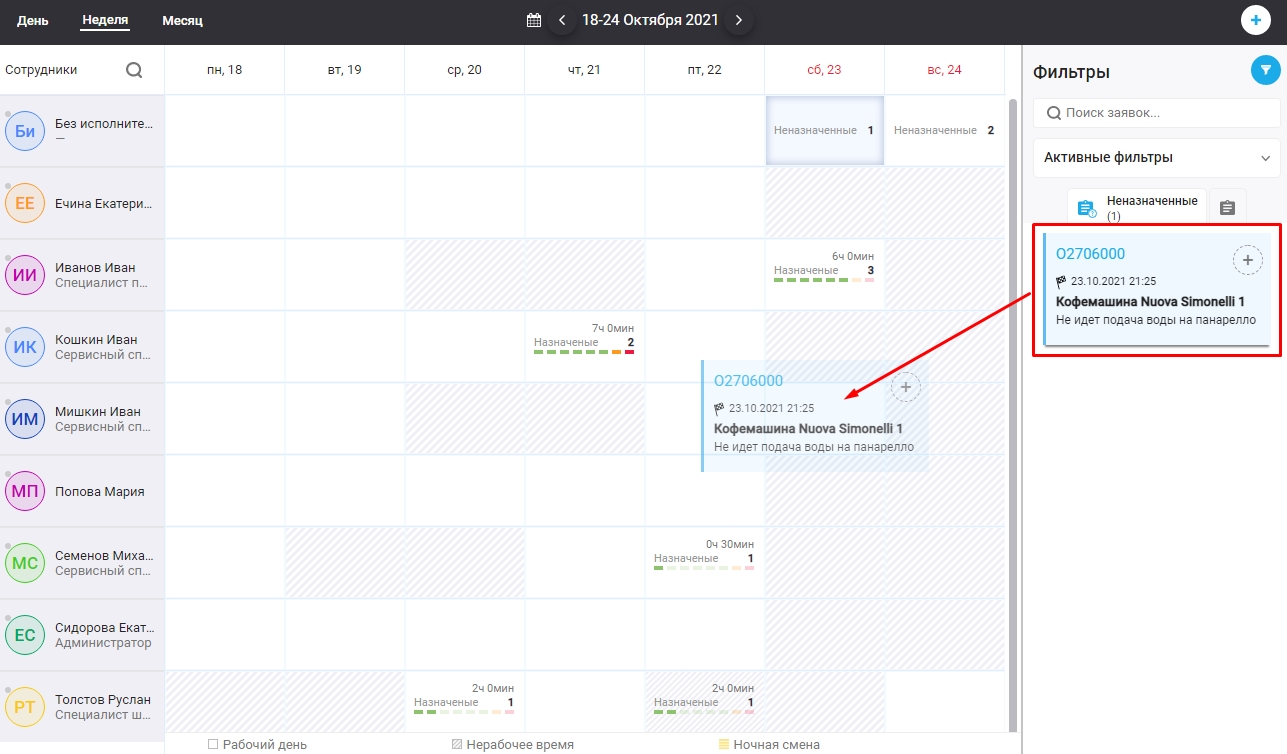 День Неделя Месяц 18-24 Октября 2021
Сотрудники пн, 18 вт, 19 ср, 20 чт, 21 пт, 22 сб, 23 вс, 24
Би Без исполните...
—
Неназначенные 1 Неназначенные 2
ЕЕ Ечина Екатери...
ИИ Иванов Иван
Специалист п...
6ч 0мин
Назначеные 3
ИК Кошкин Иван
Сервисный сп...
7ч 0мин
Назначеные 2
ИМ Мишкин Иван
Сервисный сп...
O2706000
23.10.2021 21:25
Кофемашина Nuova Simonelli 1
Не идет подача воды на панарелло
МП Попова Мария
МС Семенов Миха...
Сервисный сп...
0ч 30мин
Назначеные 1
ЕС Сидорова Екат...
Администратор
РТ Толстов Руслан
Специалист ш...
2ч 0мин
Назначеные 1
2ч 0мин
Назначеные 1
Рабочий день Нерабочее время Ночная смена
Фильтры
Поиск заявок...
Активные фильтры
Неназначенные
(1)
O2706000
23.10.2021 21:25
Кофемашина Nuova Simonelli 1
Не идет подача воды на панарелло